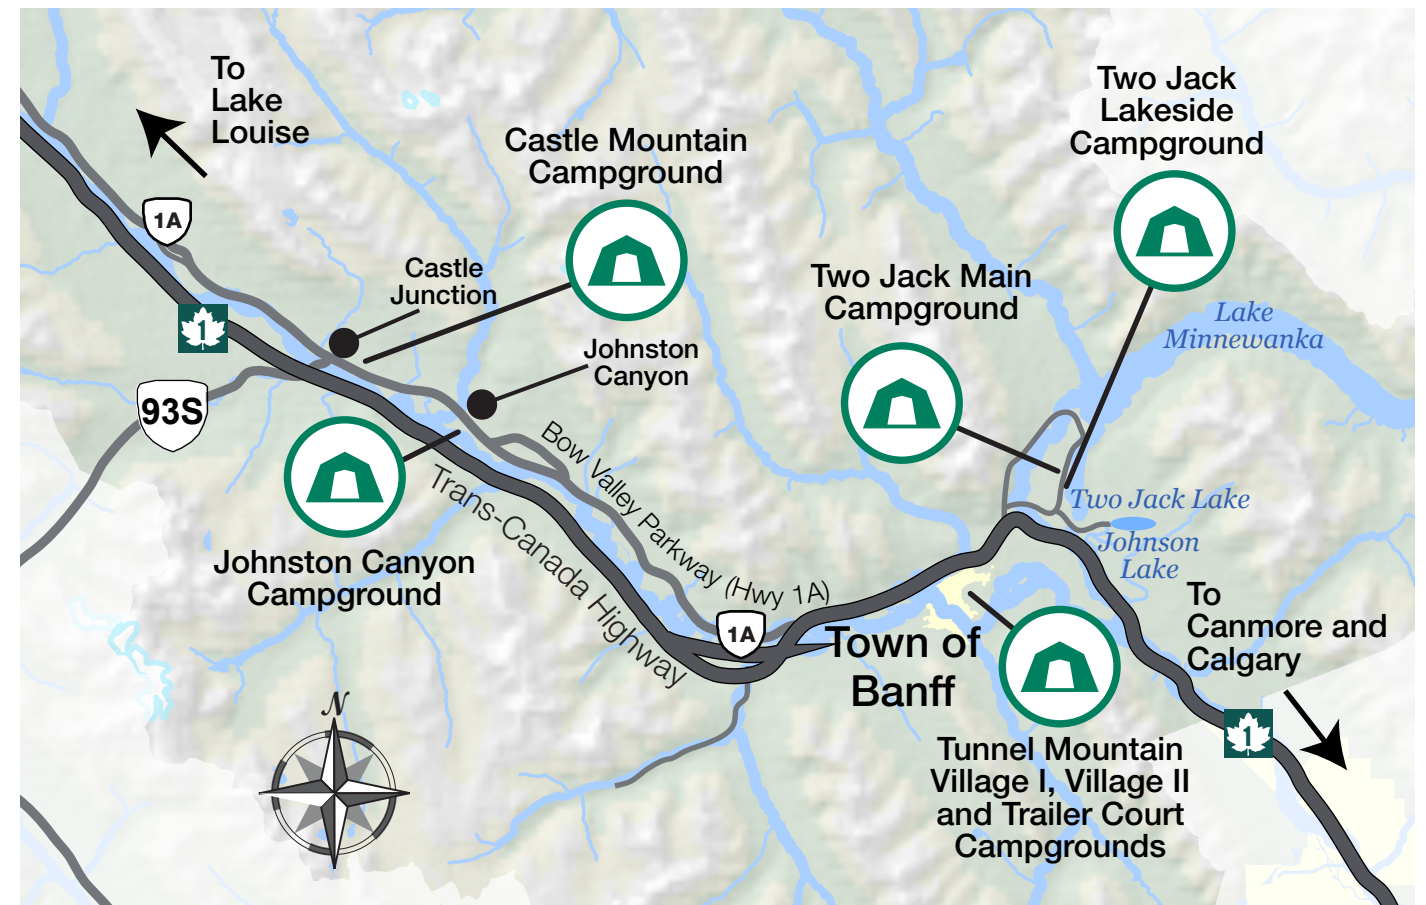 To
Lake
Louise
Castle Mountain
Campground
Two Jack
Lakeside
Campground
1A
Castle
Junction
Two Jack Main
Campground
Lake
Minnewanka
1
Johnston
Canyon
93S
Bow Valley Parkway (Hwy 1A)
Trans-Canada Highway
Two Jack Lake
Johnson
Lake
Johnston Canyon
Campground
To
Canmore and
Calgary
1A
Town of
Banff
N
1
Tunnel Mountain
Village I, Village II
and Trailer Court
Campgrounds